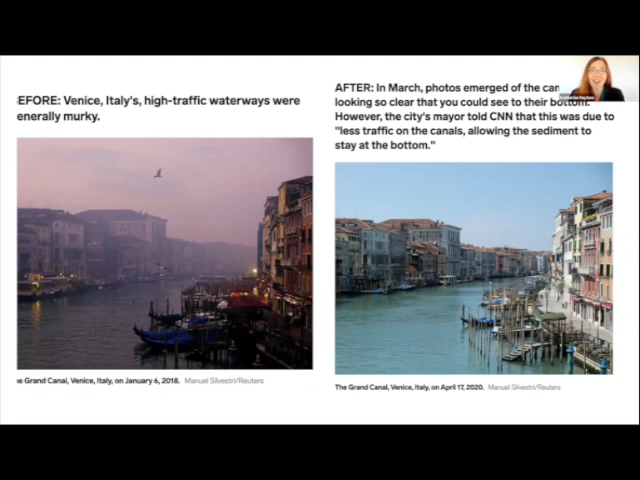 EFORE: Venice, Italy's, high-traffic waterways were
enerally murky.
e Grand Canal, Venice, Italy, on January 6, 2018. Manuel Silvestri/Reuters
AFTER: In March, photos emerged of the can
looking so clear that you could see to their bottom.
However, the city's mayor told CNN that this was due to
"less traffic on the canals, allowing the sediment to
stay at the bottom."
The Grand Canal, Venice, Italy, on April 17, 2020. Manuel Silvestri/Reuters